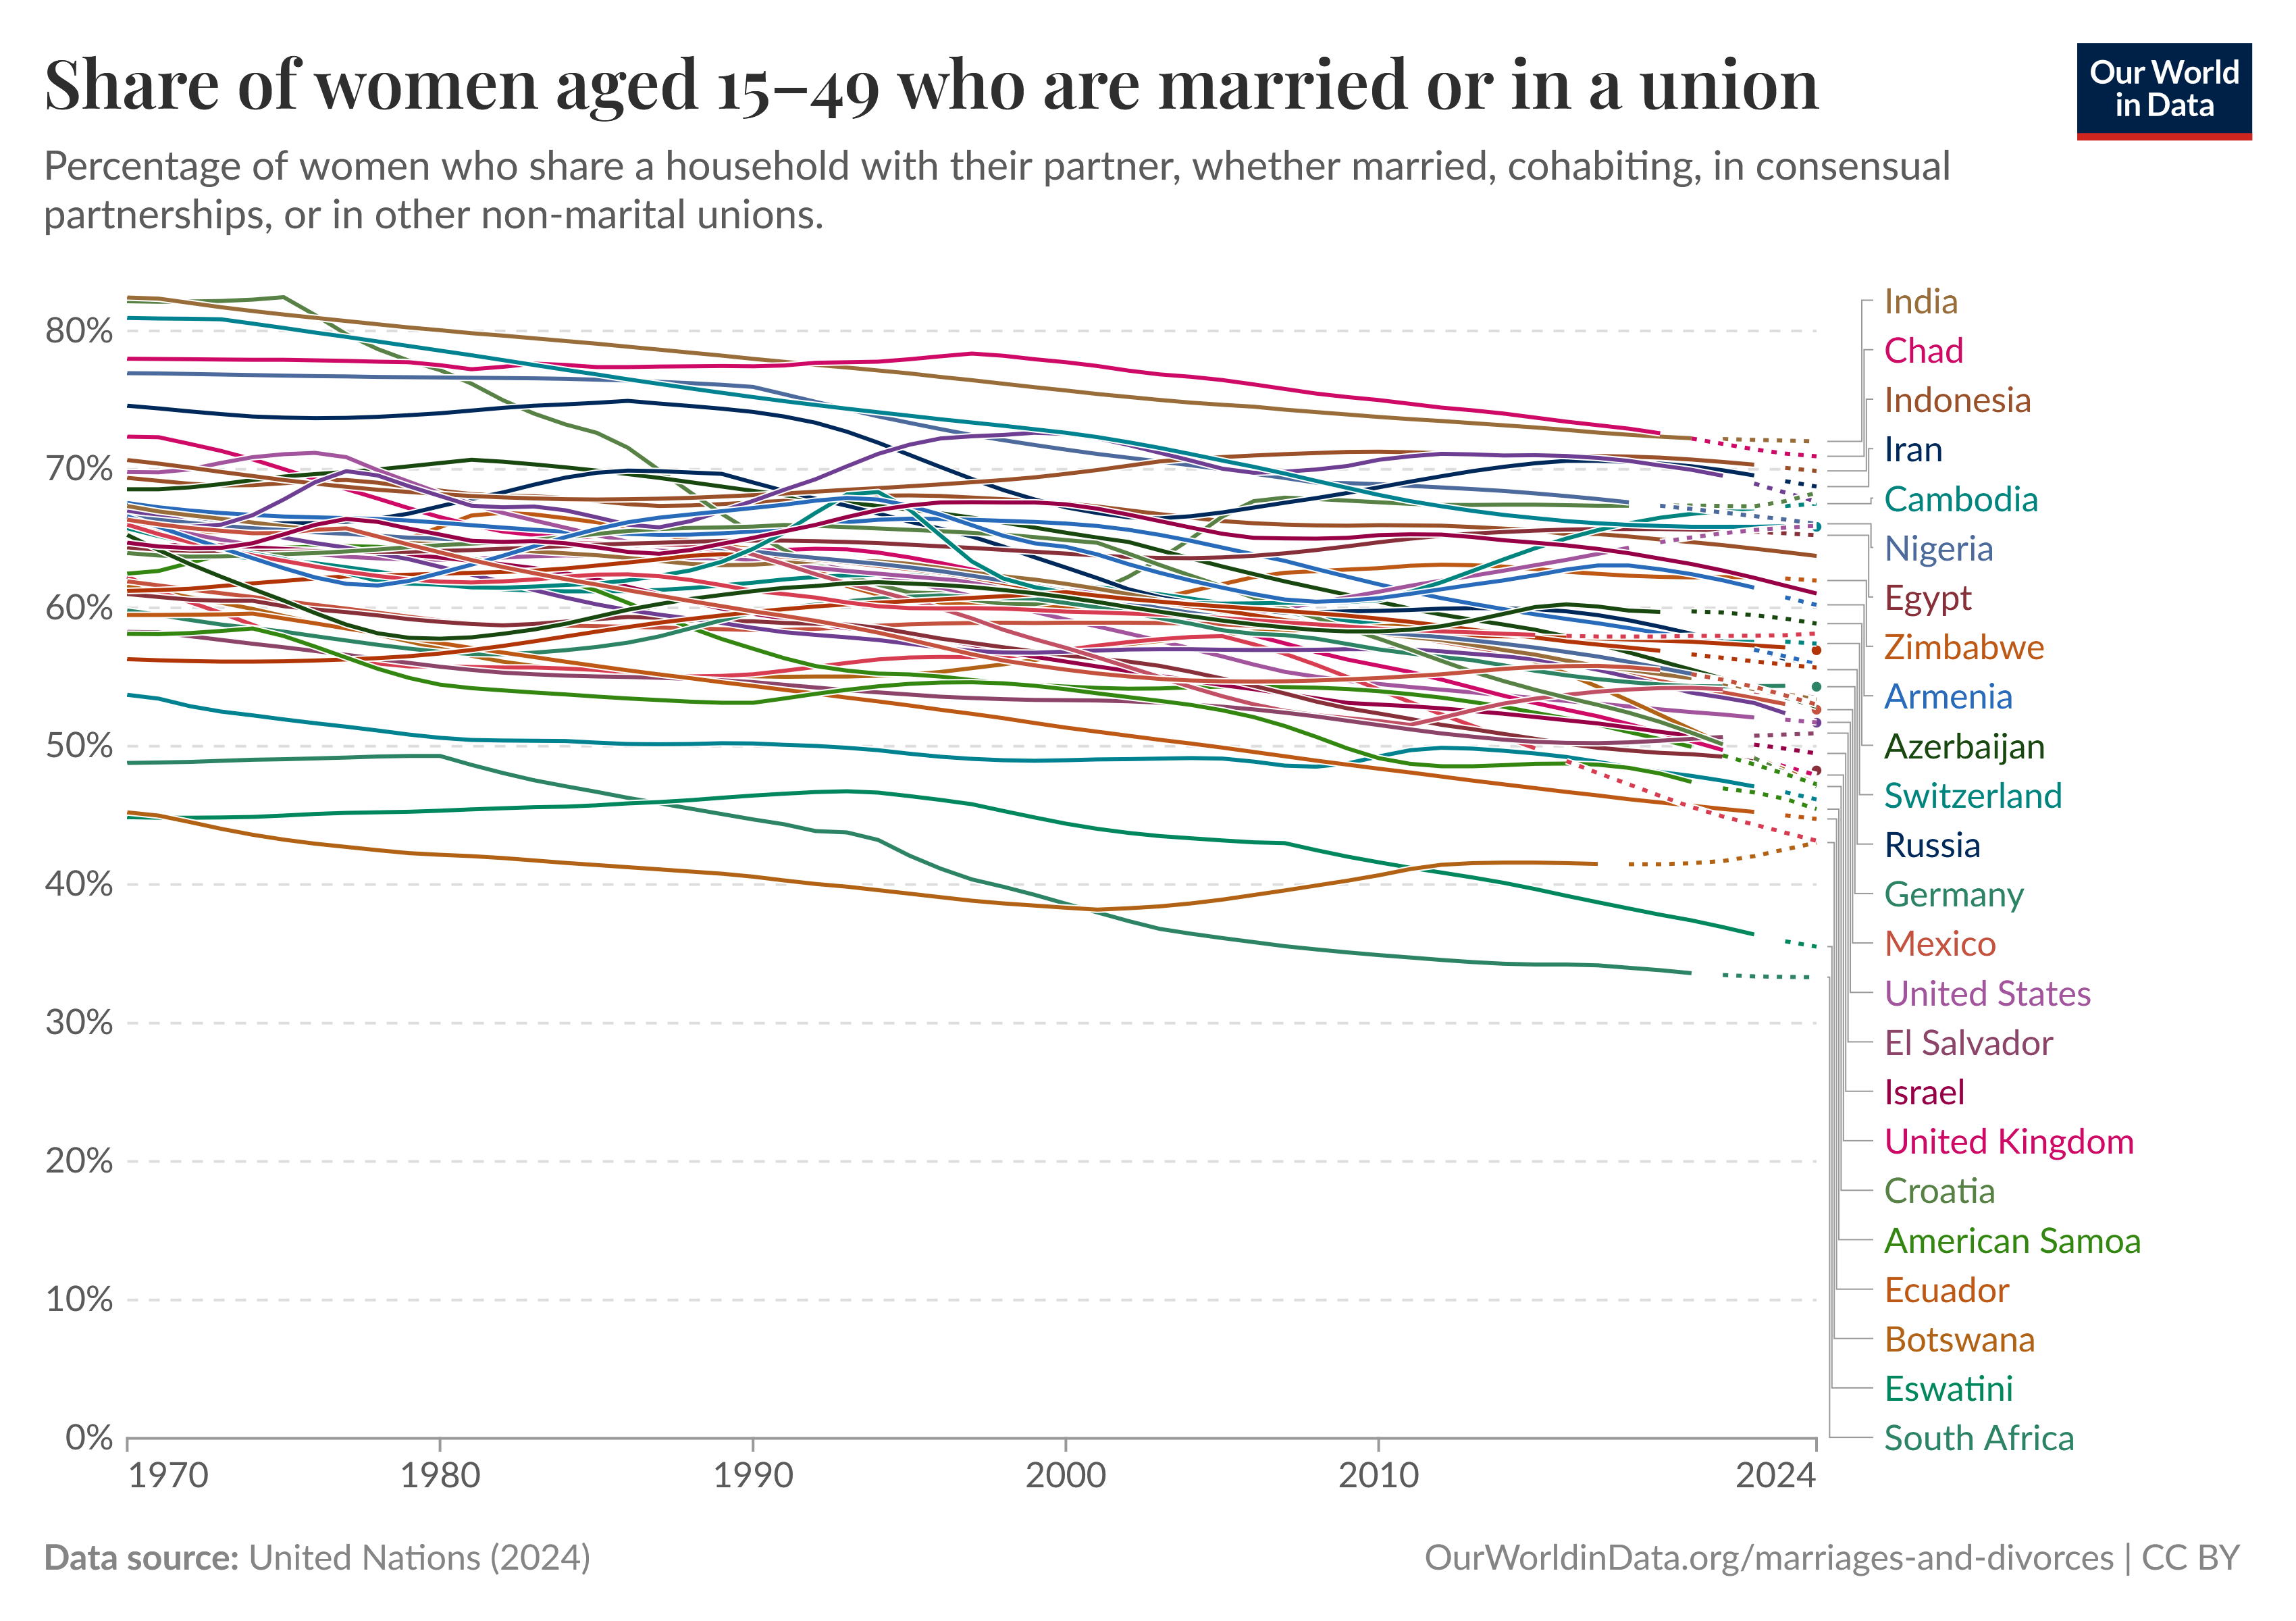 Share of women aged 15–49 who are married or in a union
Our World
in Data
Percentage of women who share a household with their partner, whether married, cohabiting, in consensual
partnerships, or in other non-marital unions.
80%
70%
60%
50%
40%
30%
20%
10%
0%
1970
1980
1990
2000
2010
2024
India
Chad
Indonesia
Iran
Cambodia
Nigeria
Egypt
Zimbabwe
Armenia
Azerbaijan
Switzerland
Russia
Germany
Mexico
United States
El Salvador
Israel
United Kingdom
Croatia
American Samoa
Ecuador
Botswana
Eswatini
South Africa
Data source: United Nations (2024)
OurWorldinData.org/marriages-and-divorces | CC BY